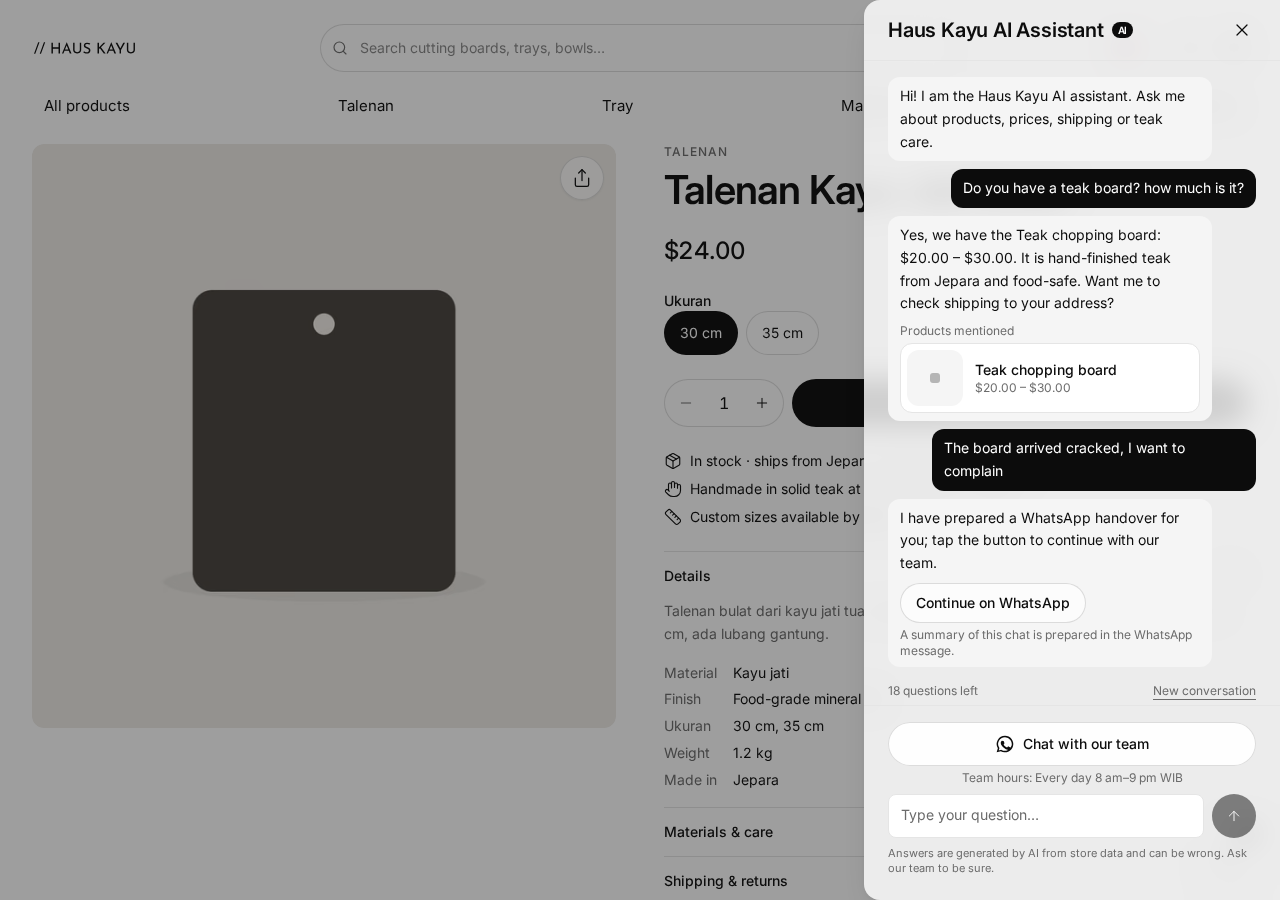 // HAUS KAYU
Search cutting boards, trays, bowls...
All products
Talenan
Tray
TALENAN
$24.00
Ukuran
30 cm
35 cm
1
In stock · ships from
Handmade in solid teak at
Custom sizes available by
Details
Talenan bulat dari kayu jati
cm, ada lubang gantung.
Material Kayu jati
Finish Food-grade mineral
Ukuran 30 cm, 35 cm
Weight 1.2 kg
Made in Jepara
Materials & care
Shipping & returns
Haus Kayu AI Assistant AI
Hi! I am the Haus Kayu AI assistant. Ask me
about products, prices, shipping or teak
care.
Do you have a teak board? how much is it?
Yes, we have the Teak chopping board:
$20.00 – $30.00. It is hand-finished teak
from Jepara and food-safe. Want me to
check shipping to your address?
Products mentioned
Teak chopping board
$20.00 – $30.00
The board arrived cracked, I want to
complain
I have prepared a WhatsApp handover for
you; tap the button to continue with our
team.
Continue on WhatsApp
A summary of this chat is prepared in the WhatsApp
message.
18 questions left
New conversation
Chat with our team
Team hours: Every day 8 am–9 pm WIB
Type your question...
Answers are generated by AI from store data and can be wrong. Ask
our team to be sure.